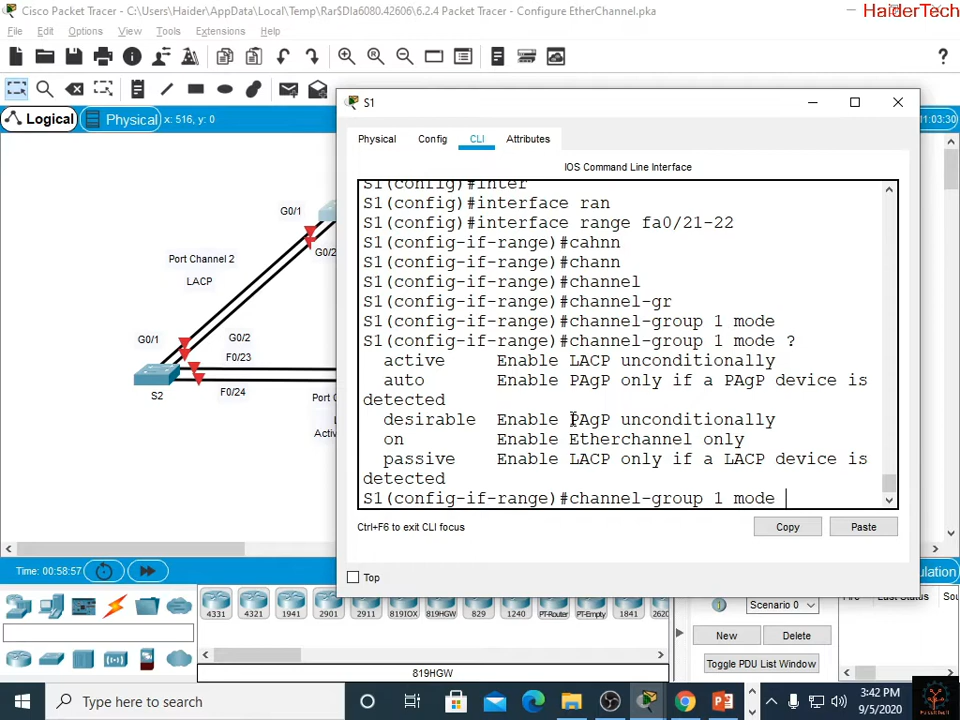 Cisco Packet Tracer - C:\Users\Haider\AppData\Local\Temp\Rar$DIa6080.42606\6.2.4 Packet Tracer - Configure EtherChannel.pka
HaiderTech
File Edit Options View Tools Extensions Help
?
Logical
Physical
x: 516, y: 0
11:03:30
S1
Physical
Config
CLI
Attributes
IOS Command Line Interface
S1(config)#inter
S1(config)#interface ran
S1(config)#interface range fa0/21-22
S1(config-if-range)#cahnn
S1(config-if-range)#chann
S1(config-if-range)#channel
S1(config-if-range)#channel-gr
S1(config-if-range)#channel-group 1 mode
S1(config-if-range)#channel-group 1 mode ?
active Enable LACP unconditionally
auto Enable PAgP only if a PAgP device is
detected
desirable Enable PAgP unconditionally
on Enable Etherchannel only
passive Enable LACP only if a LACP device is
detected
S1(config-if-range)#channel-group 1 mode
Ctrl+F6 to exit CLI focus
Copy
Paste
Top
G0/1
G0/2
Port Channel 2
LACP
G0/1
G0/2
F0/23
S2
F0/24
Port C
Activ
Time: 00:58:57
4331
4321
1941
2901
2911
819IOX
819HGW
829
1240
PT-Router
PT-Empty
1841
2620
819HGW
Scenario 0
New
Delete
Toggle PDU List Window
Fire
Last Status
Sou
Type here to search
3:42 PM
9/5/2020